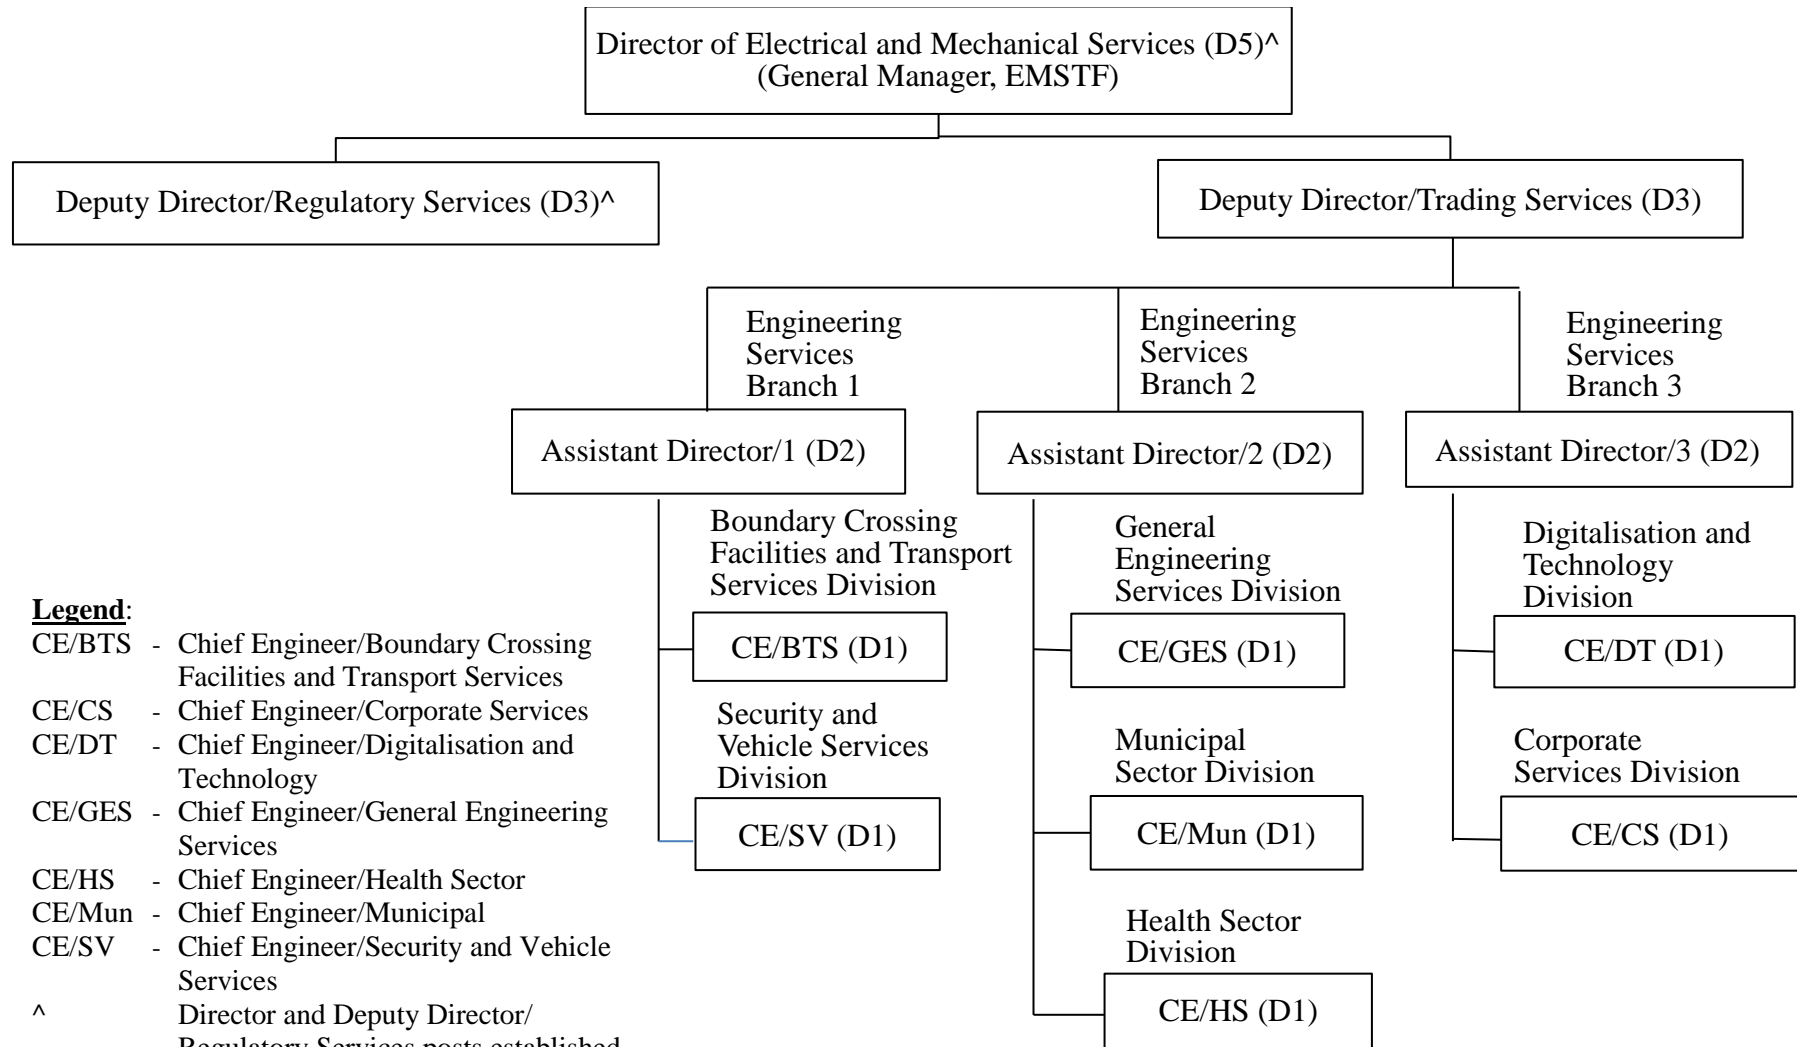 Director of Electrical and Mechanical Services (D5)^
(General Manager, EMSTF)
Deputy Director/Regulatory Services (D3)^
Deputy Director/Trading Services (D3)
Engineering
Services
Branch 1
Engineering
Services
Branch 2
Engineering
Services
Branch 3
Assistant Director/1 (D2)
Assistant Director/2 (D2)
Assistant Director/3 (D2)
Boundary Crossing
Facilities and Transport
Services Division
CE/BTS (D1)
Security and
Vehicle Services
Division
CE/SV (D1)
General
Engineering
Services Division
CE/GES (D1)
Municipal
Sector Division
CE/Mun (D1)
Health Sector
Division
CE/HS (D1)
Digitalisation and
Technology
Division
CE/DT (D1)
Corporate
Services Division
CE/CS (D1)
Legend:
CE/BTS - Chief Engineer/Boundary Crossing
Facilities and Transport Services
CE/CS - Chief Engineer/Corporate Services
CE/DT - Chief Engineer/Digitalisation and
Technology
CE/GES - Chief Engineer/General Engineering
Services
CE/HS - Chief Engineer/Health Sector
CE/Mun - Chief Engineer/Municipal
CE/SV - Chief Engineer/Security and Vehicle
Services
^ Director and Deputy Director/
Regulatory Services posts established